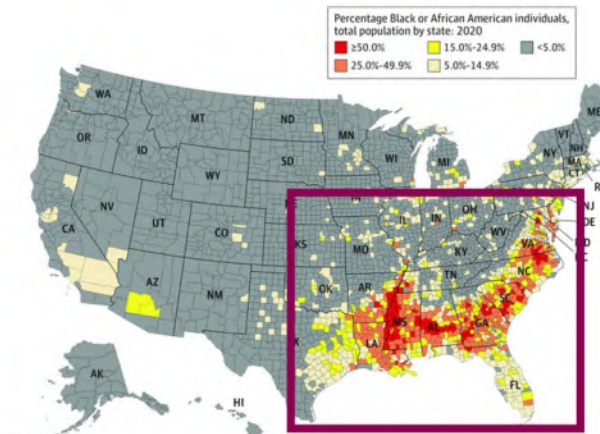 Percentage Black or African American individuals,
total population by state: 2020
≥50.0% 15.0%-24.9% <5.0%
25.0%-49.9% 5.0%-14.9%
WA
MT
ND
MN
ME
VT
NH
OR
ID
WI
MI
NY
MA
CT
SD
WY
R
NJ
NV
UT
CO
CA
IL
IN
OH
DE
WV
VA
KS
MO
KY
AZ
NM
OK
AR
TN
NC
SC
MS
AL
GA
LA
AK
HI
FL